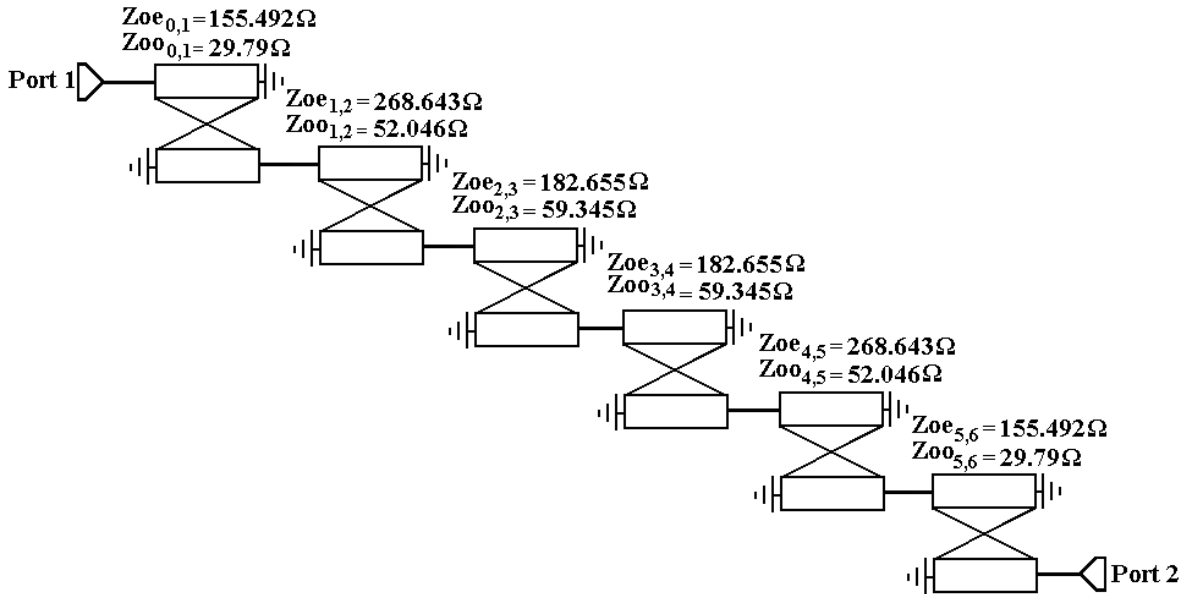 Zoe0,1 = 155.492Ω
Zoo0,1 = 29.79Ω
Port 1
Zoe1,2 = 268.643Ω
Zoo1,2 = 52.046Ω
Zoe2,3 = 182.655Ω
Zoo2,3 = 59.345Ω
Zoe3,4 = 182.655Ω
Zoo3,4 = 59.345Ω
Zoe4,5 = 268.643Ω
Zoo4,5 = 52.046Ω
Zoe5,6 = 155.492Ω
Zoo5,6 = 29.79Ω
Port 2